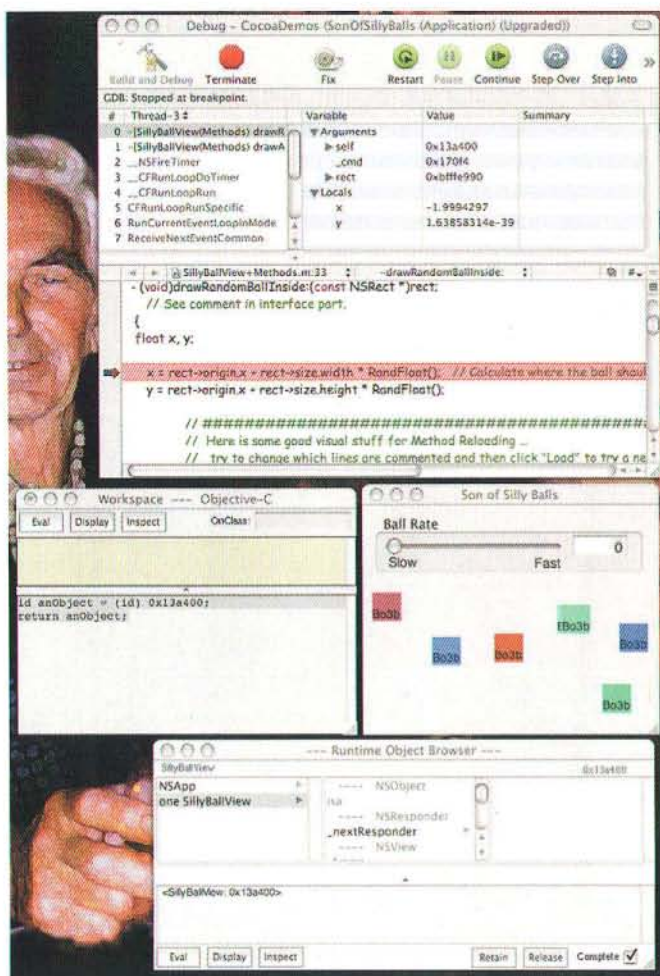 Debug - CocoaDemos (SonOfSillyBalls (Application) (Upgraded))
Build and Debug Terminate Fix Restart Pause Continue Step Over Step Into »
GDB: Stopped at breakpoint.
# Thread-3 Variable Value Summary
0 -[SillyBallView(Methods) drawR
1 -[SillyBallView(Methods) drawA
2 __NSFireTimer
3 __CFRunLoopDoTimer
4 __CFRunLoopRun
5 CFRunLoopRunSpecific
6 RunCurrentEventLoopInMode
7 ReceiveNextEventCommon
Arguments
self 0x13a400
_cmd 0x170f4
rect 0xbfffe990
Locals
x -1.9994297
y 1.63858314e-39
SillyBallView+Methods.m:33 -drawRandomBallInside: #
- (void)drawRandomBallInside:(const NSRect *)rect;
// See comment in interface part.
{
float x, y;
x = rect->origin.x + rect->size.width * RandFloat(); // Calculate where the ball shoul
y = rect->origin.x + rect->size.height * RandFloat();
// ###########################################
// Here is some good visual stuff for Method Reloading ...
// try to change which lines are commented and then click "Load" to try a ne
Workspace --- Objective-C
Eval Display Inspect OnClass:
id anObject = (id) 0x13a400;
return anObject;
Son of Silly Balls
Ball Rate
0
Slow Fast
Bo3b
Bo3b
Bo3b
Bo3b
Bo3b
Bo3b
--- Runtime Object Browser ---
SillyBallView 0x13a400
NSApp
one SillyBallView
---- NSObject
isa
---- NSResponder
_nextResponder
---- NSView
<SillyBallView: 0x13a400>
Eval Display Inspect Retain Release Complete